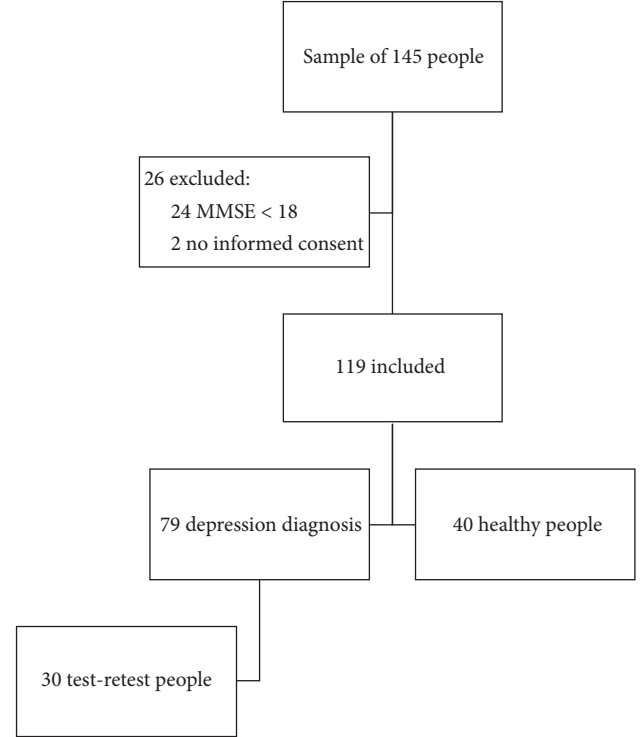 Sample of 145 people
26 excluded:
24 MMSE < 18
2 no informed consent
119 included
79 depression diagnosis
40 healthy people
30 test-retest people